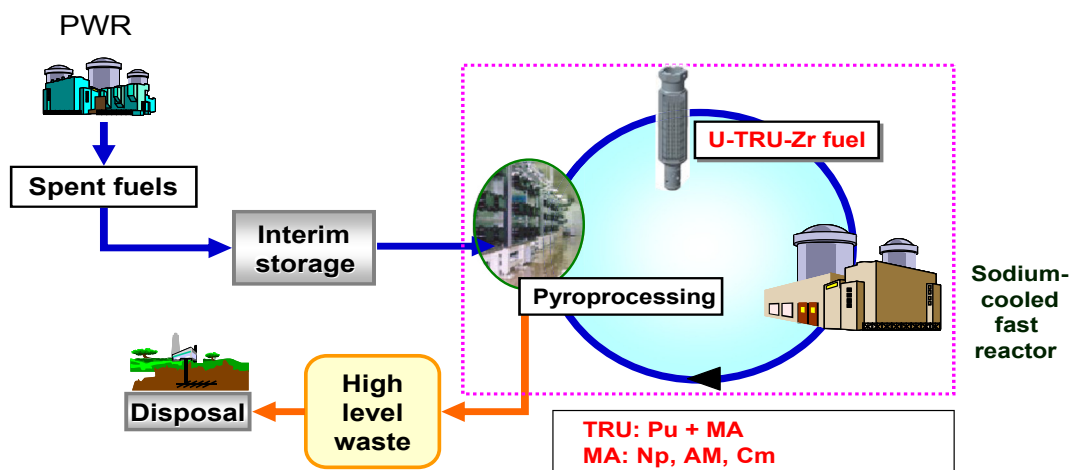 PWR
Spent fuels
Interim
storage
U-TRU-Zr fuel
Pyroprocessing
Sodium-
cooled
fast
reactor
High
level
waste
Disposal
TRU: Pu + MA
MA: Np, AM, Cm